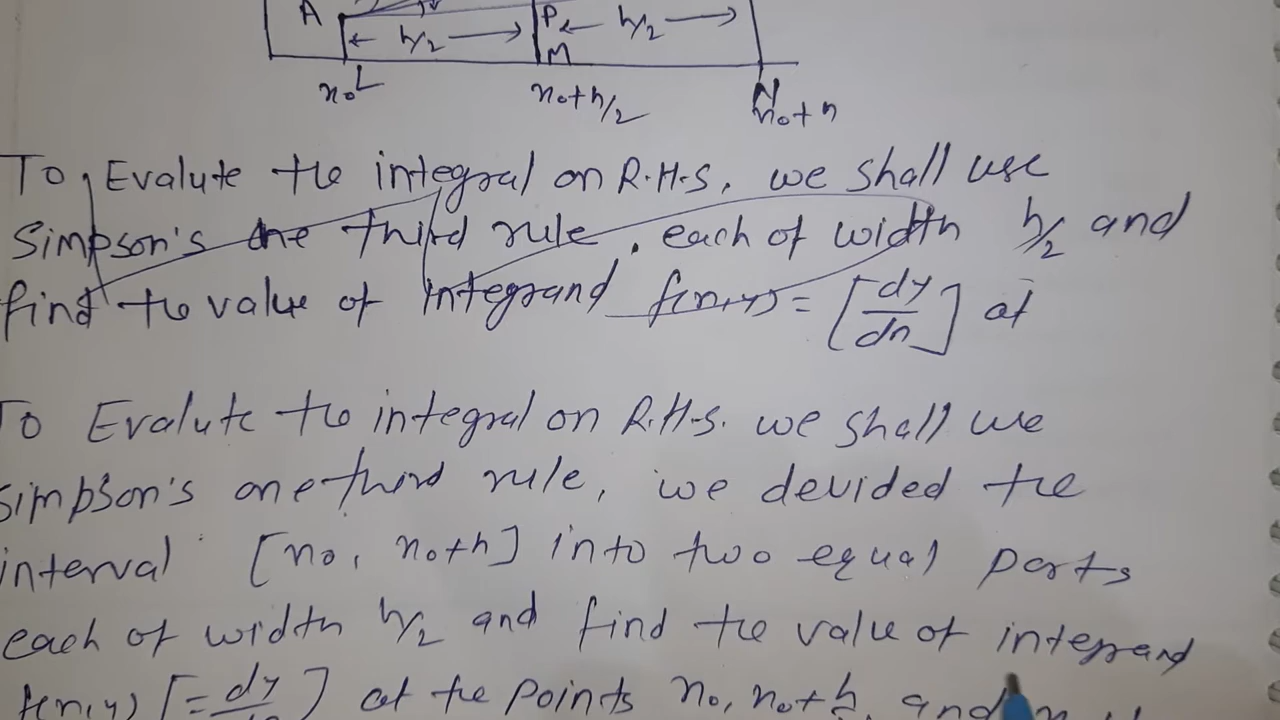 A h/2 P h/2
M
x₀ L x₀+h/2 N x₀+h
To Evalute the integral on R.H.S. we shall use
Simpson's one third rule, each of width h/2 and
find the value of integrand f(x,y) = [dy/dx] at
To Evalute the integral on R.H.S. we shall use
Simpson's one third rule, we devided the
interval [x₀, x₀+h] into two equal parts
each of width h/2 and find the value of integrand
f(x,y) [= dy/dx] at the points x₀, x₀+h/2, and